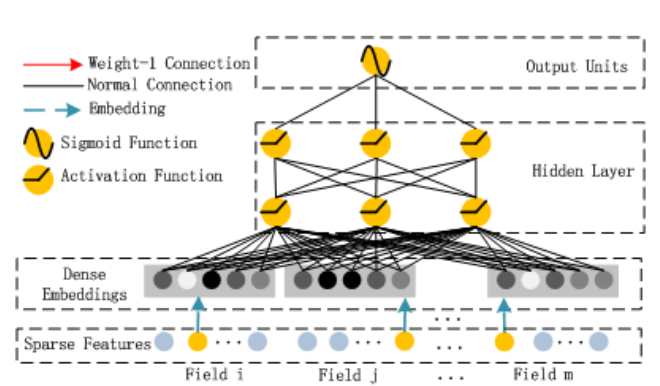 Weight-1 Connection
Normal Connection
Embedding
Sigmoid Function
Activation Function
Output Units
Hidden Layer
Dense
Embeddings
...
Sparse Features
... ... ... ...
Field i Field j ... Field m